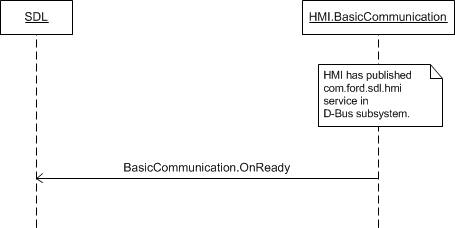 SDL
HMI.BasicCommunication
HMI has published
com.ford.sdl.hmi
service in
D-Bus subsystem.
BasicCommunication.OnReady